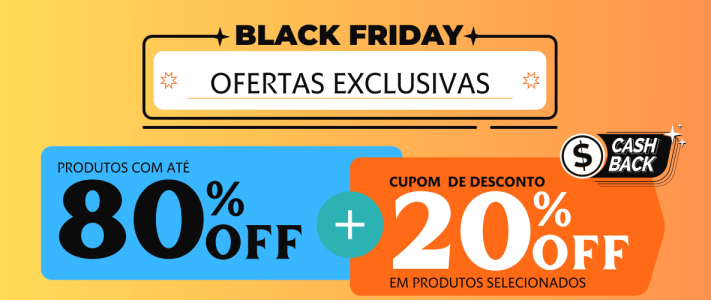 BLACK FRIDAY
OFERTAS EXCLUSIVAS
PRODUTOS COM ATÉ
80% OFF
+
CUPOM DE DESCONTO
20% OFF
EM PRODUTOS SELECIONADOS
$ CASH
BACK